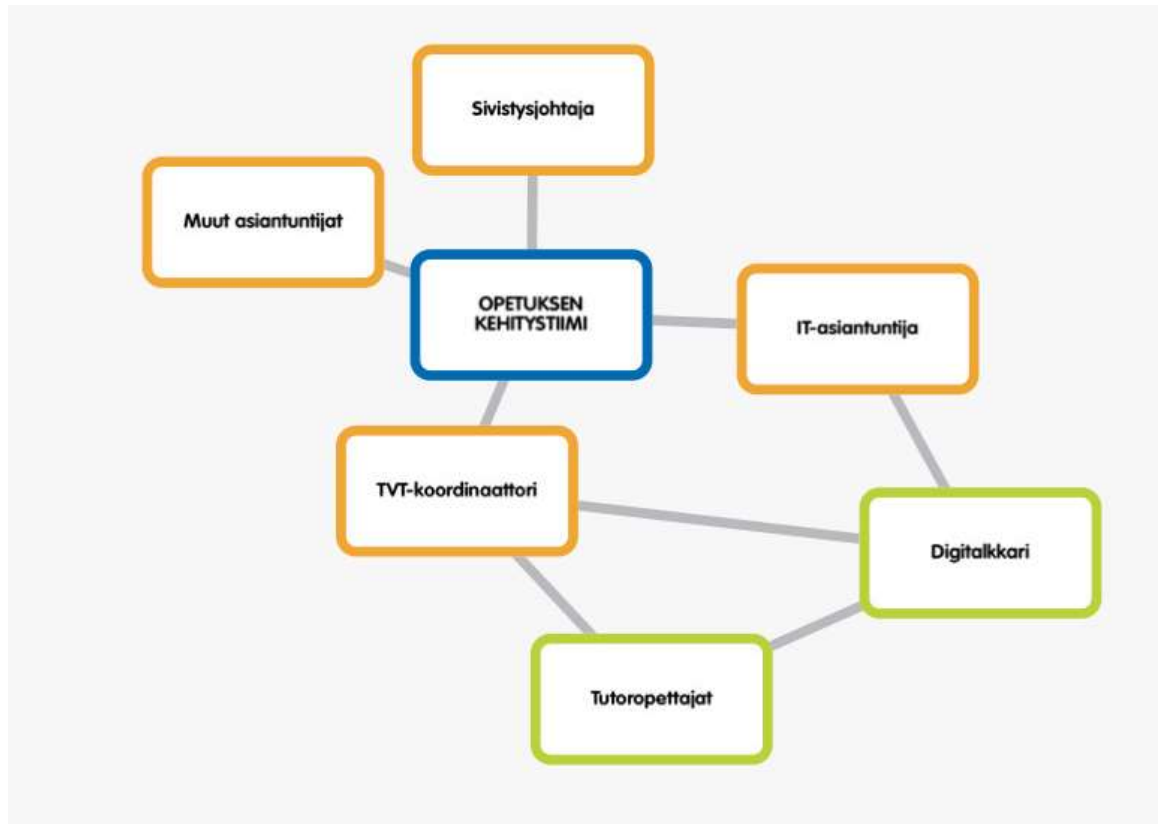 Sivistysjohtaja
Muut asiantuntijat
OPETUKSEN
KEHITYSTIIMI
IT-asiantuntija
TVT-koordinaattori
Digitalkkari
Tutoropettajat